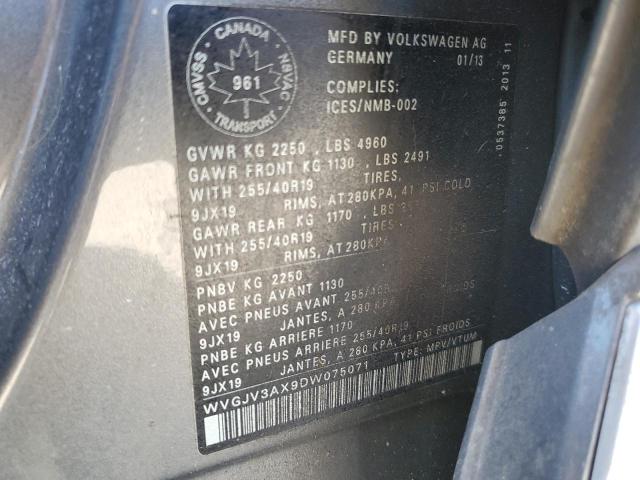 CANADA
CMVSS
NSVAC
961
TRANSPORT
MFD BY VOLKSWAGEN AG
GERMANY 01/13
COMPLIES:
ICES/NMB-002
0537385 2013 11
GVWR KG 2250 , LBS 4960
GAWR FRONT KG 1130, LBS 2491
WITH 255/40R19 TIRES,
9JX19 RIMS, AT 280KPA, 41 PSI COLD
GAWR REAR KG 1170 , LBS
WITH 255/40R19 TIRES
9JX19 RIMS, AT 280KPA
PNBV KG 2250
PNBE KG AVANT 1130
AVEC PNEUS AVANT 255/40R19
9JX19 JANTES, A 280 KPA,
PNBE KG ARRIERE 1170
AVEC PNEUS ARRIERE 255/40R19
9JX19 JANTES, A 280 KPA, 41 PSI FROIDS
WVGJV3AX9DW075071 TYPE: MPV/VTUM